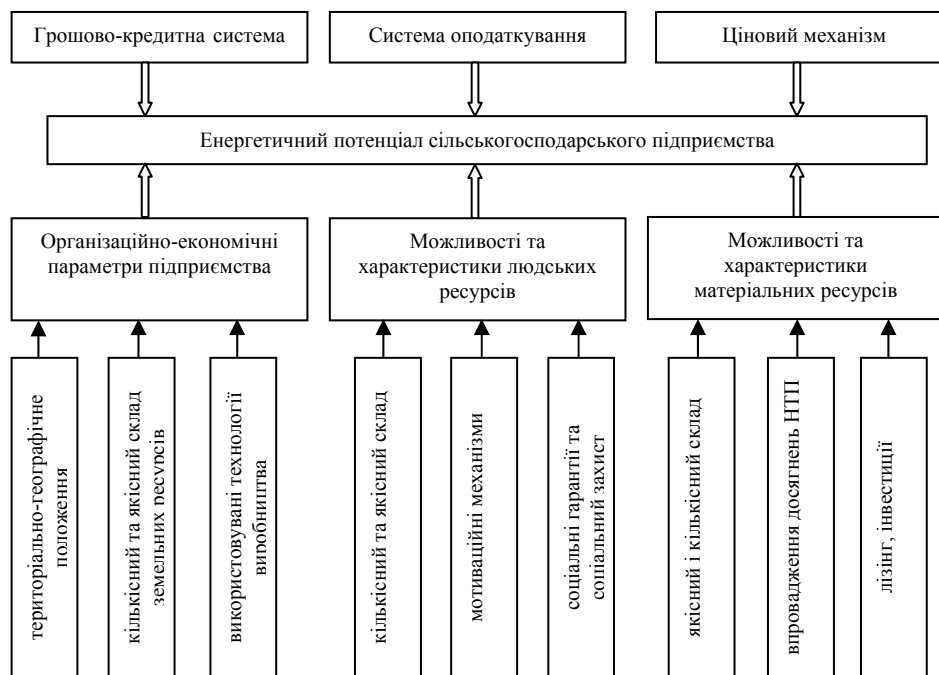 Грошово-кредитна система
Система оподаткування
Ціновий механізм
Енергетичний потенціал сільськогосподарського підприємства
Організаційно-економічні
параметри підприємства
Можливості та
характеристики людських
ресурсів
Можливості та
характеристики
матеріальних ресурсів
територіально-географічне
положення
кількісний та якісний склад
земельних ресурсів
використовувані технології
виробництва
кількісний та якісний склад
мотиваційні механізми
соціальні гарантії та
соціальний захист
якісний і кількісний склад
впровадження досягнень НТП
лізінг, інвестиції